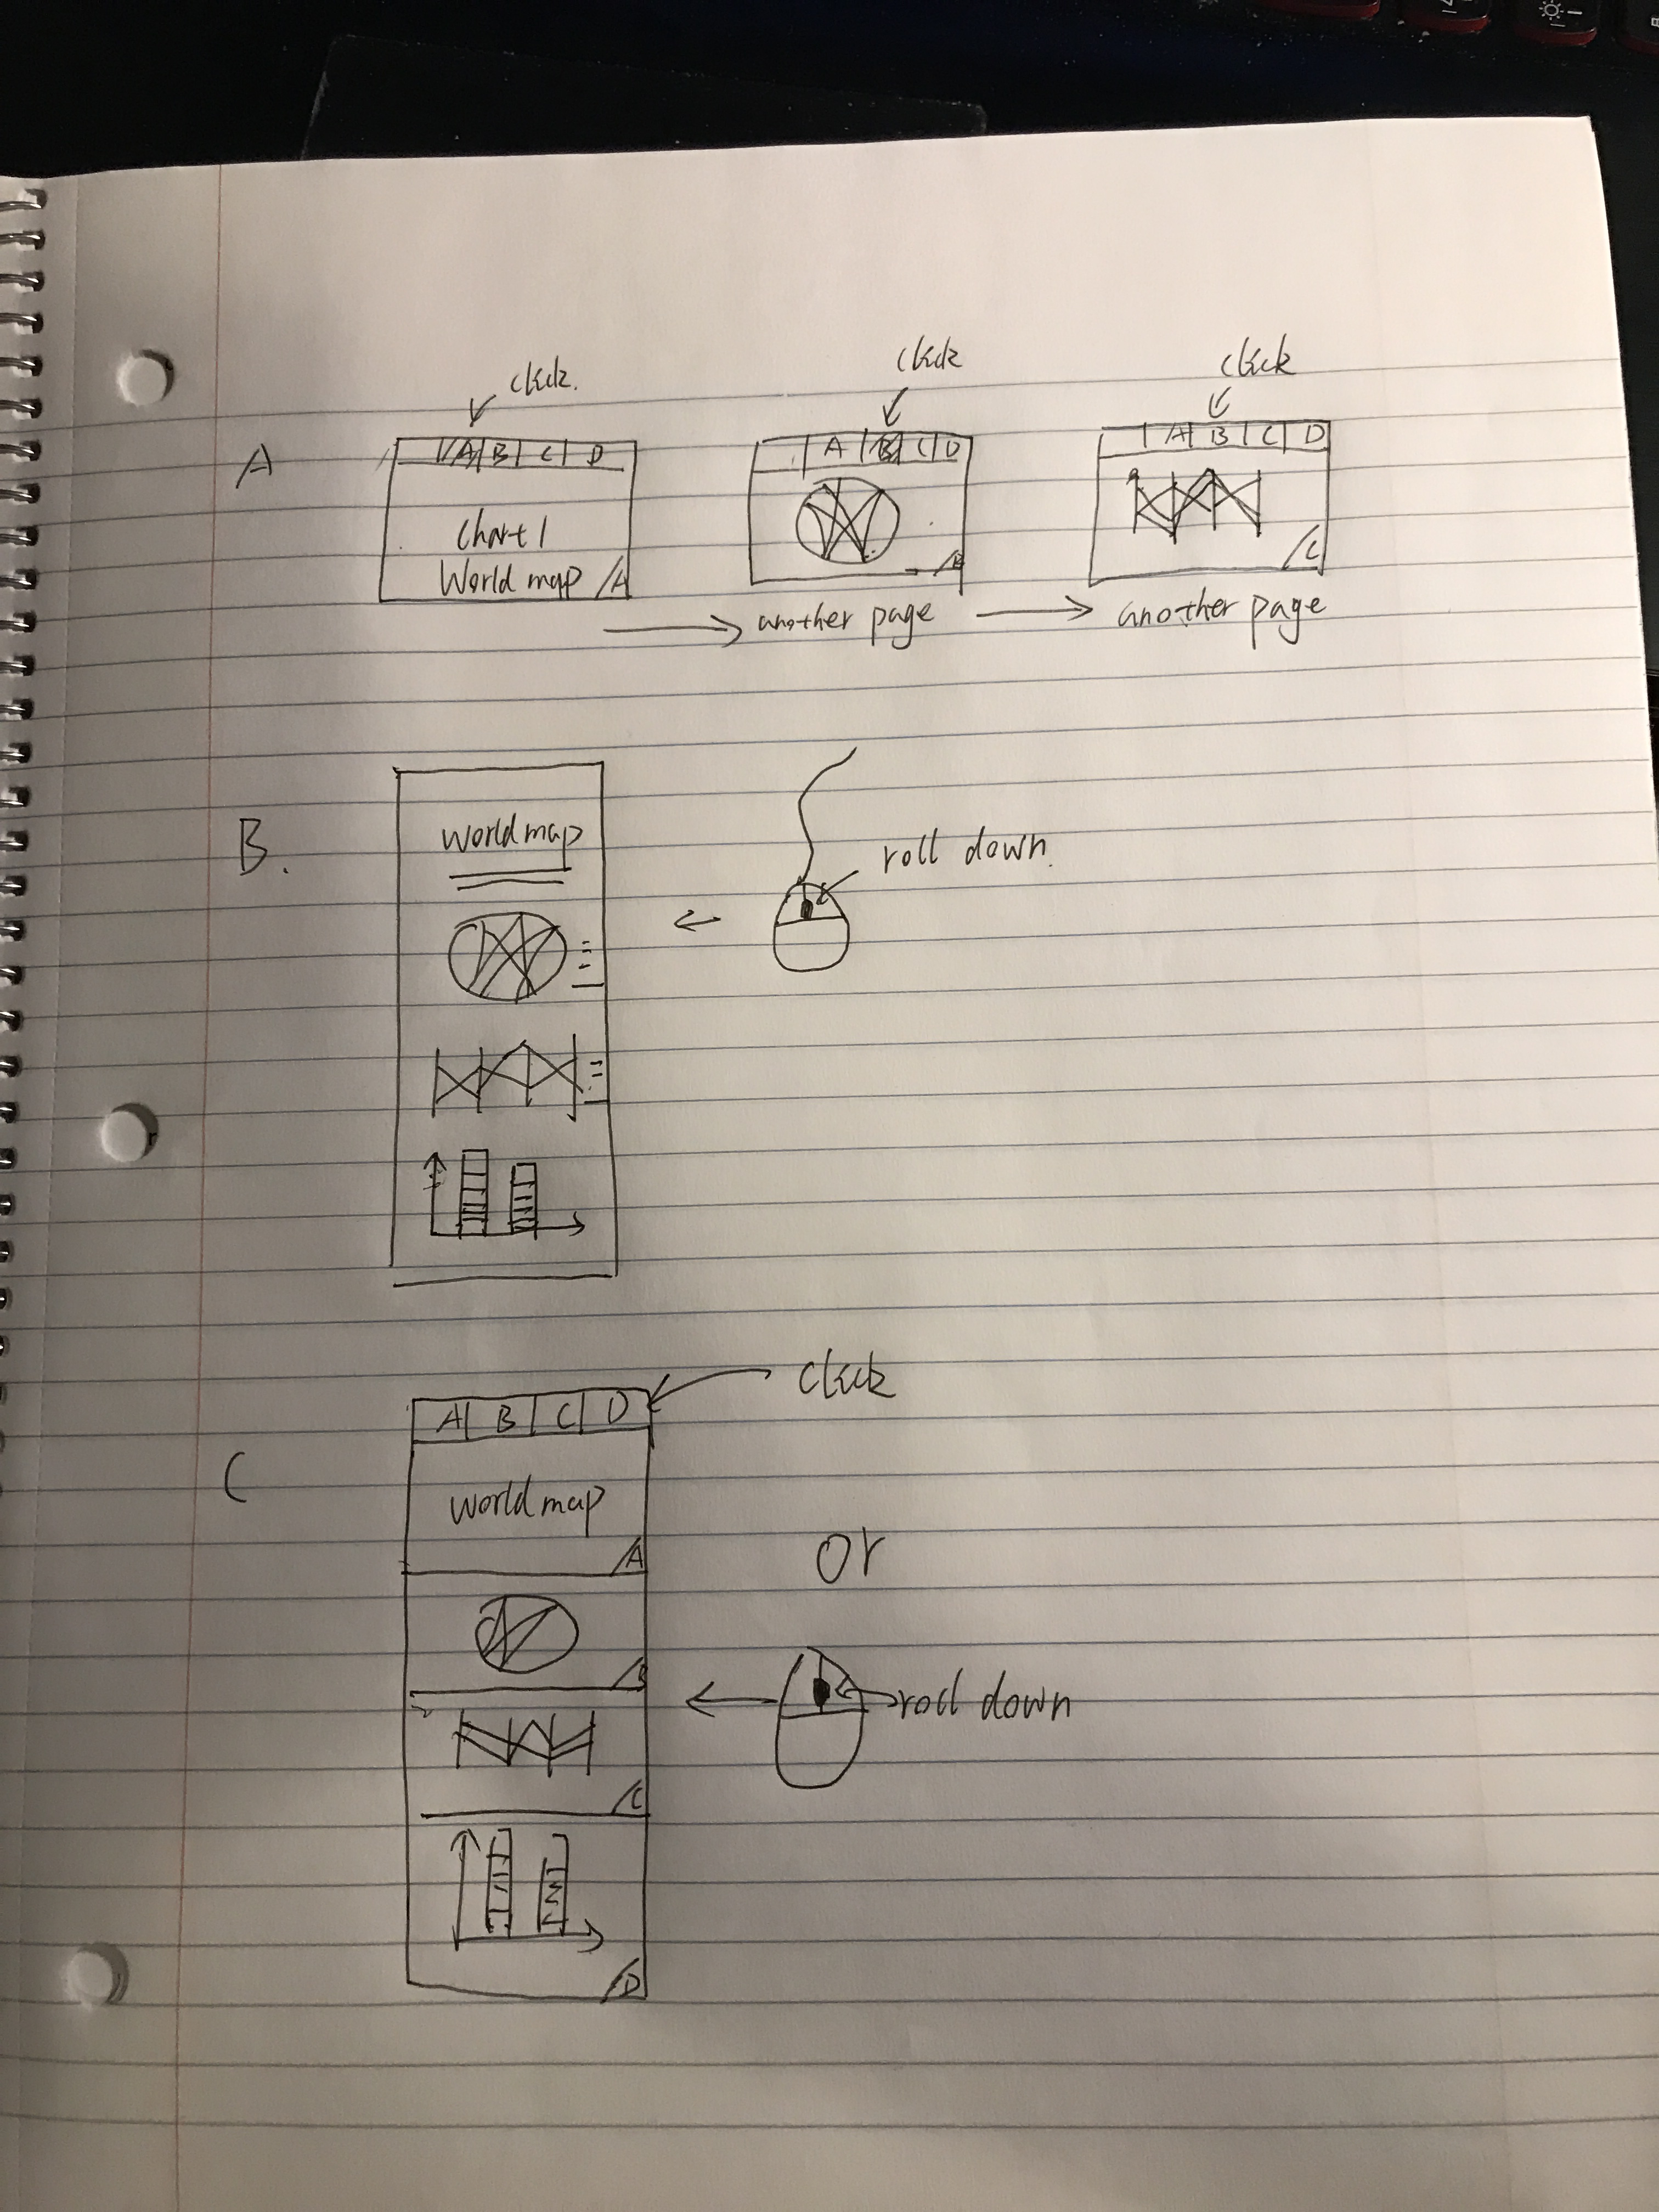 click.
click
click
A
A B C D
A B C D
A B C D
Chart 1
World map
A
B
C
another page
another page
B.
world map
roll down.
click
A B C D
C
world map
A
or
B
roll down
C
D